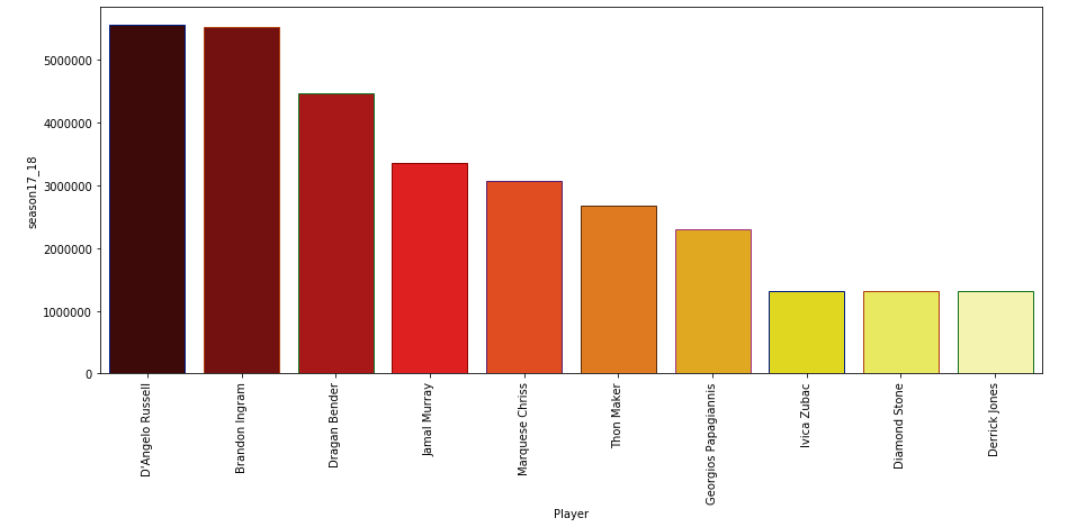 5000000
4000000
3000000
2000000
1000000
0
season17_18
D'Angelo Russell
Brandon Ingram
Dragan Bender
Jamal Murray
Marquese Chriss
Thon Maker
Georgios Papagiannis
Ivica Zubac
Diamond Stone
Derrick Jones
Player